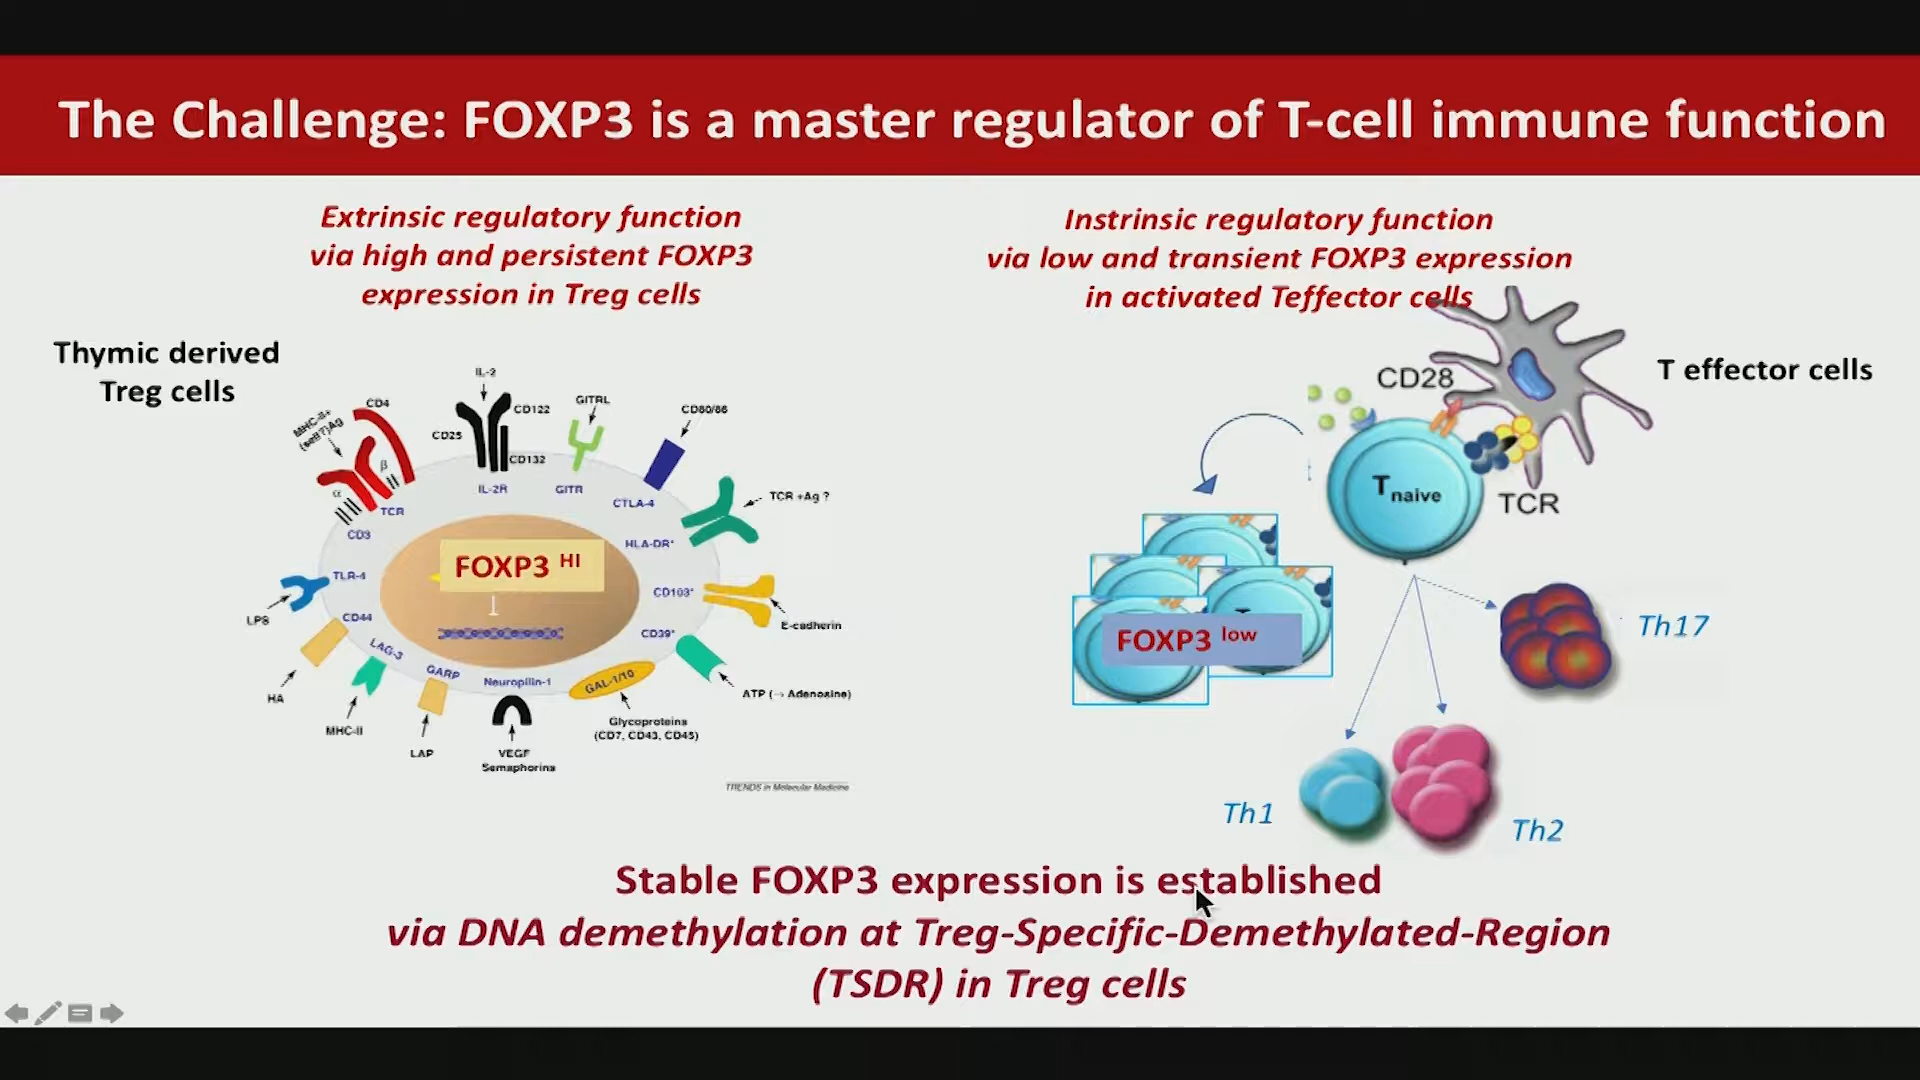 The Challenge: FOXP3 is a master regulator of T-cell immune function
Extrinsic regulatory function
via high and persistent FOXP3
expression in Treg cells
Instrinsic regulatory function
via low and transient FOXP3 expression
in activated Teffector cells
Thymic derived
Treg cells
T effector cells
MHC-II+
(self?)Ag
CD4
α
β
TCR
CD3
IL-2
CD25
CD122
CD132
IL-2R
GITRL
GITR
CD80/86
CTLA-4
TCR +Ag ?
HLA-DR*
CD103*
E-cadherin
CD39*
ATP (→ Adenosine)
GAL-1/10
Glycoproteins
(CD7, CD43, CD45)
Neuropilin-1
VEGF
Semaphorins
GARP
LAP
LAG-3
MHC-II
CD44
HA
TLR-4
LPS
FOXP3 HI
TRENDS in Molecular Medicine
CD28
Tnaive
TCR
FOXP3 low
Th17
Th1
Th2
Stable FOXP3 expression is established
via DNA demethylation at Treg-Specific-Demethylated-Region
(TSDR) in Treg cells